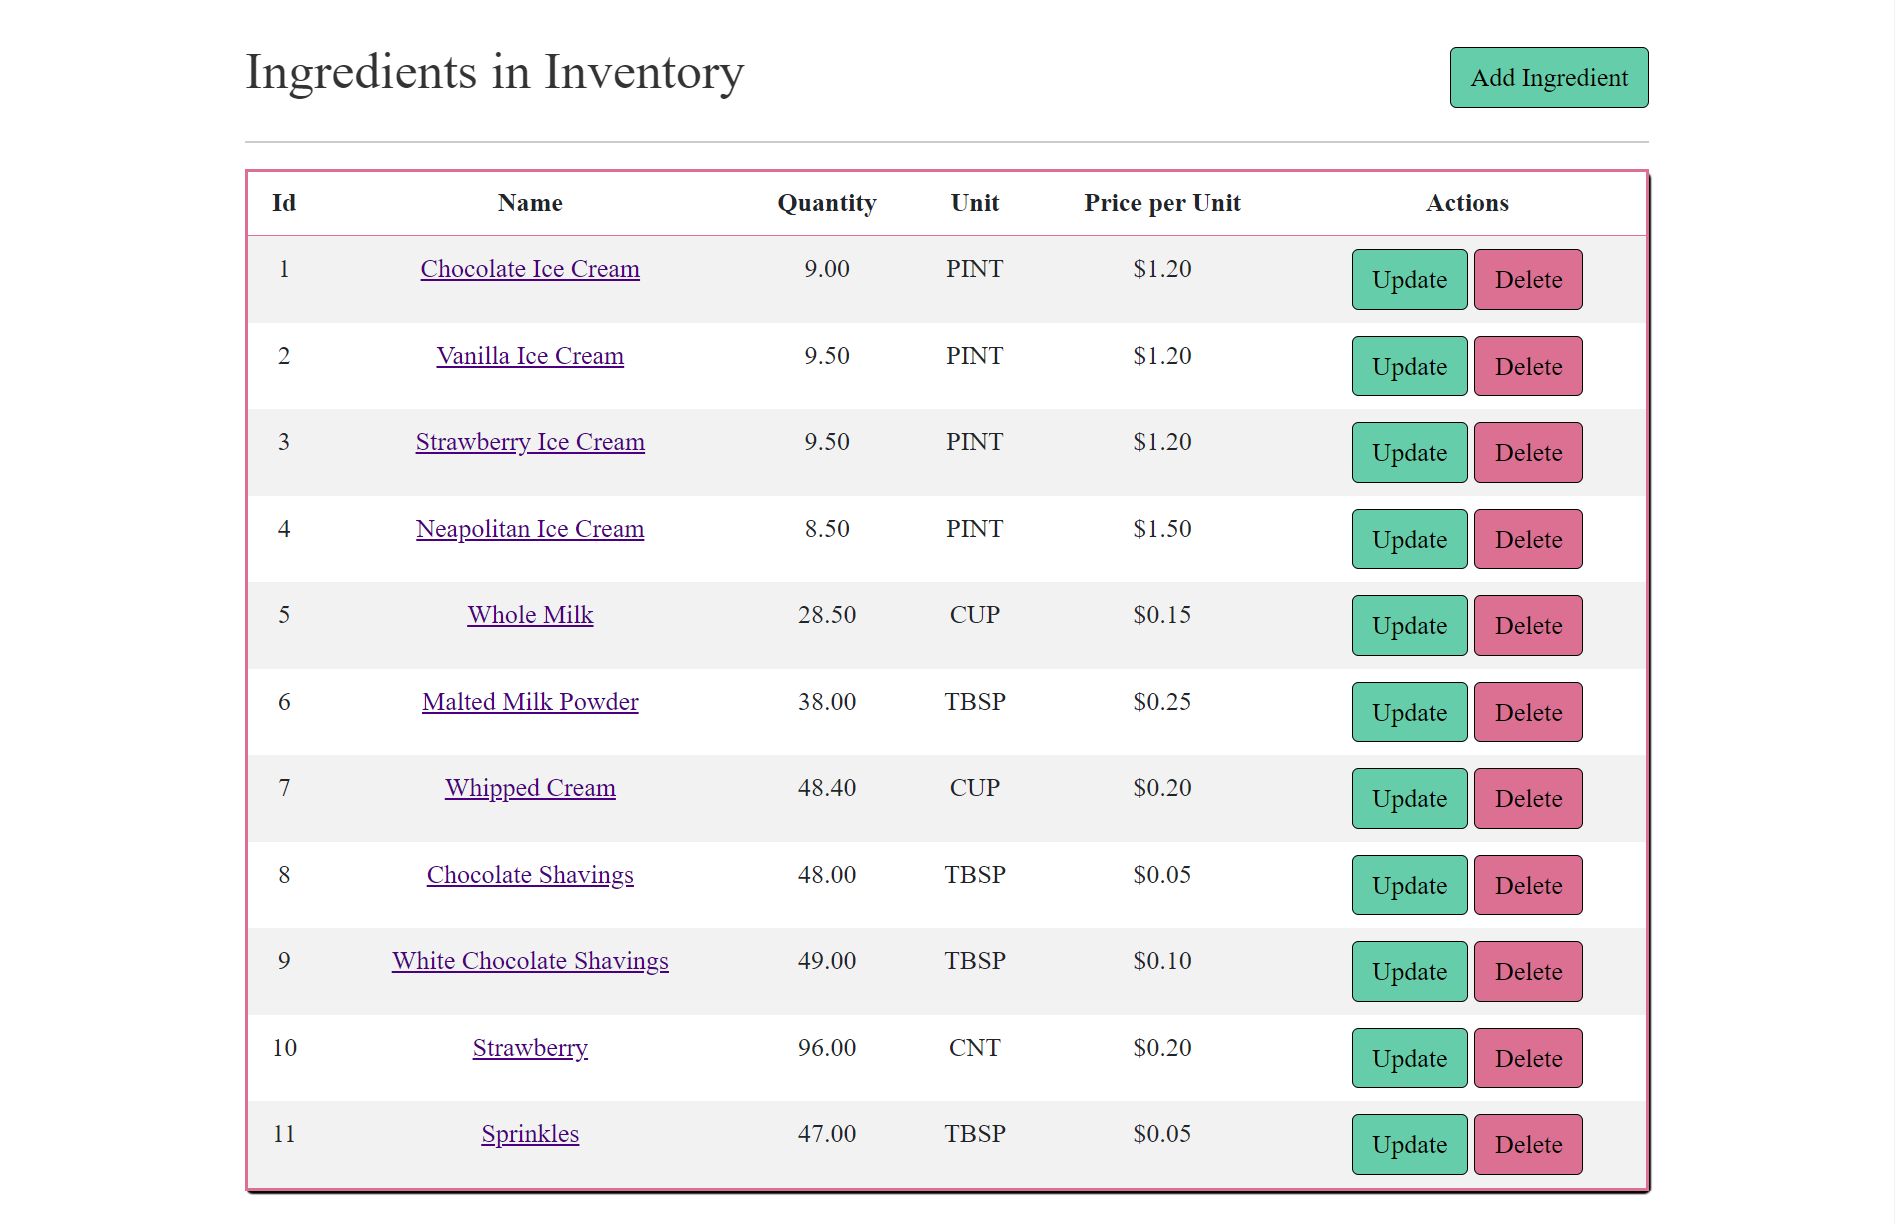 Ingredients in Inventory Add Ingredient
Id Name Quantity Unit Price per Unit Actions
1 Chocolate Ice Cream 9.00 PINT $1.20 Update Delete
2 Vanilla Ice Cream 9.50 PINT $1.20 Update Delete
3 Strawberry Ice Cream 9.50 PINT $1.20 Update Delete
4 Neapolitan Ice Cream 8.50 PINT $1.50 Update Delete
5 Whole Milk 28.50 CUP $0.15 Update Delete
6 Malted Milk Powder 38.00 TBSP $0.25 Update Delete
7 Whipped Cream 48.40 CUP $0.20 Update Delete
8 Chocolate Shavings 48.00 TBSP $0.05 Update Delete
9 White Chocolate Shavings 49.00 TBSP $0.10 Update Delete
10 Strawberry 96.00 CNT $0.20 Update Delete
11 Sprinkles 47.00 TBSP $0.05 Update Delete